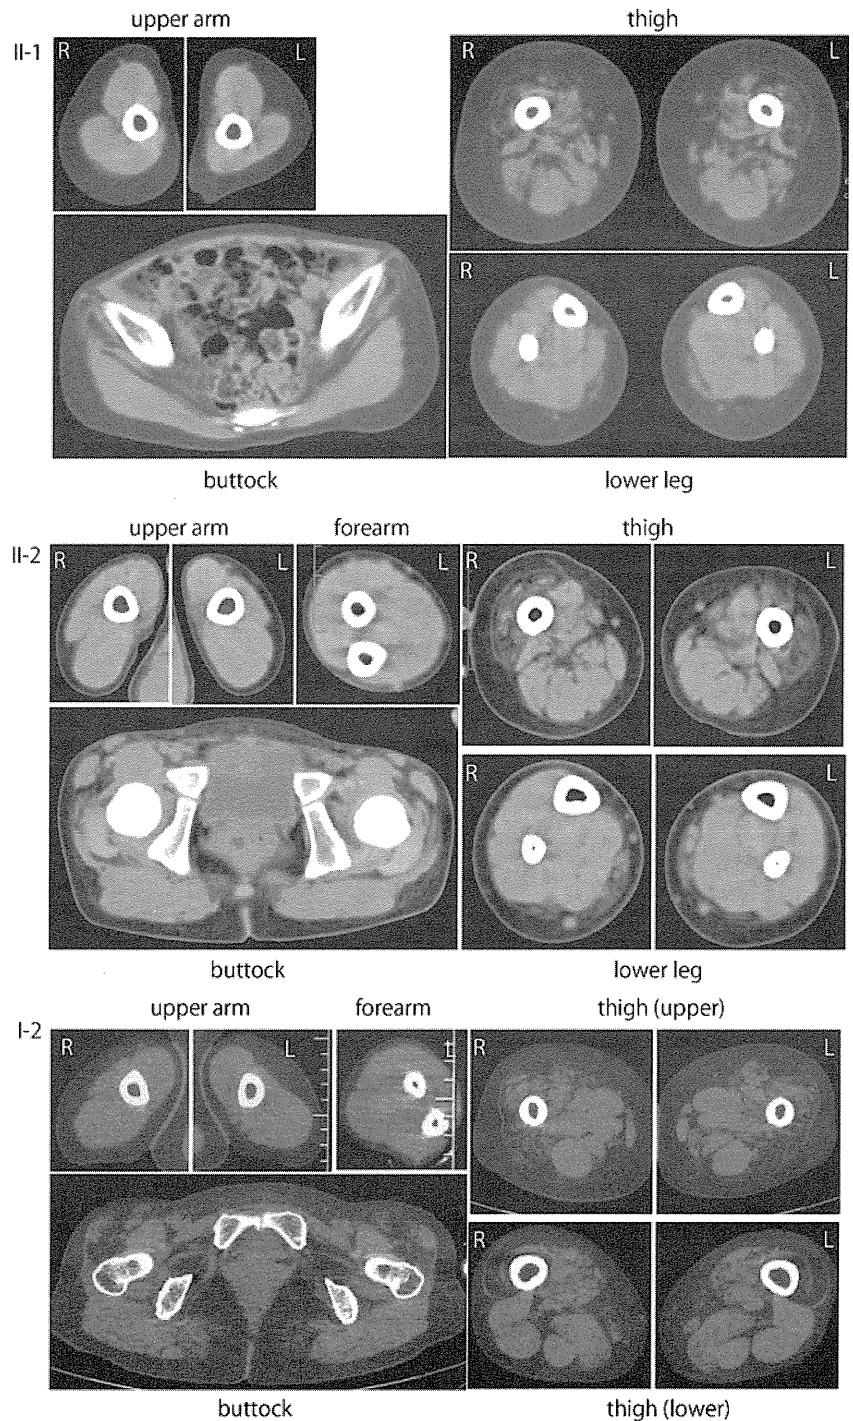 upper arm
thigh
II-1
R
L
R
L
R
L
buttock
lower leg
upper arm
forearm
thigh
II-2
R
L
R
L
R
L
buttock
lower leg
upper arm
forearm
thigh (upper)
I-2
R
L
L
R
L
R
L
buttock
thigh (lower)